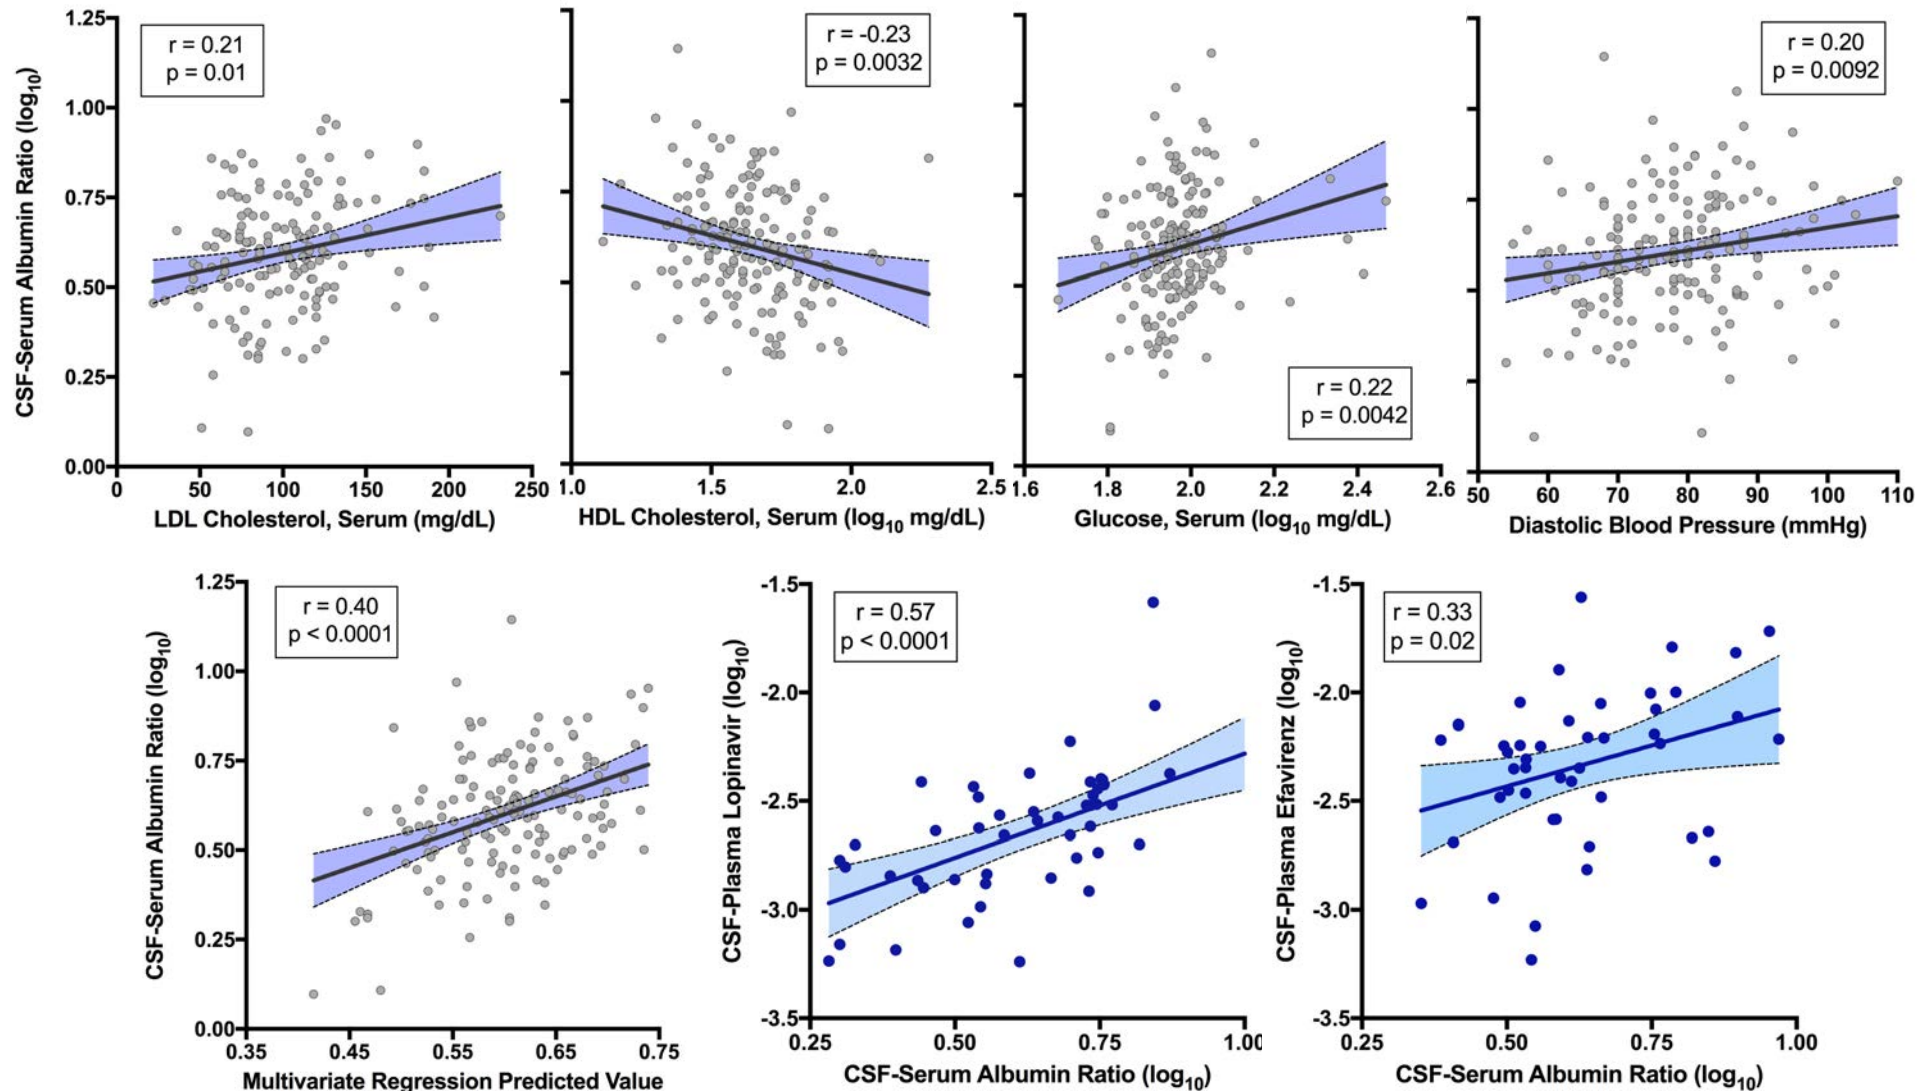 CSF-Serum Albumin Ratio (log10)
1.25
1.00
0.75
0.50
0.25
0.00
r = 0.21
p = 0.01
0 50 100 150 200 250
LDL Cholesterol, Serum (mg/dL)
r = -0.23
p = 0.0032
1.0 1.5 2.0 2.5
HDL Cholesterol, Serum (log10 mg/dL)
r = 0.22
p = 0.0042
1.6 1.8 2.0 2.2 2.4 2.6
Glucose, Serum (log10 mg/dL)
r = 0.20
p = 0.0092
50 60 70 80 90 100 110
Diastolic Blood Pressure (mmHg)
CSF-Serum Albumin Ratio (log10)
1.25
1.00
0.75
0.50
0.25
0.00
r = 0.40
p < 0.0001
0.35 0.45 0.55 0.65 0.75
Multivariate Regression Predicted Value
CSF-Plasma Lopinavir (log10)
-1.5
-2.0
-2.5
-3.0
-3.5
r = 0.57
p < 0.0001
0.25 0.50 0.75 1.00
CSF-Serum Albumin Ratio (log10)
CSF-Plasma Efavirenz (log10)
-1.5
-2.0
-2.5
-3.0
-3.5
r = 0.33
p = 0.02
0.25 0.50 0.75 1.00
CSF-Serum Albumin Ratio (log10)